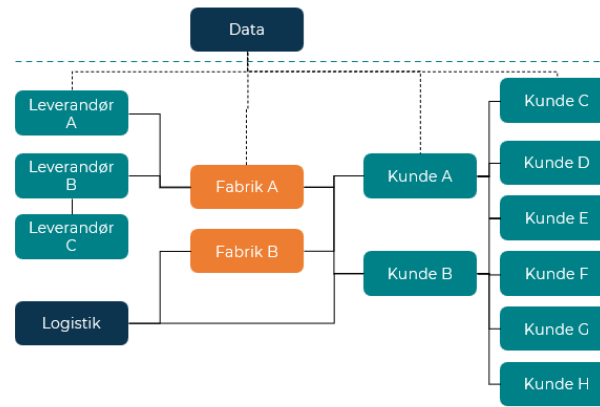 Data
Leverandør
A
Leverandør
B
Leverandør
C
Logistik
Fabrik A
Fabrik B
Kunde A
Kunde B
Kunde C
Kunde D
Kunde E
Kunde F
Kunde G
Kunde H